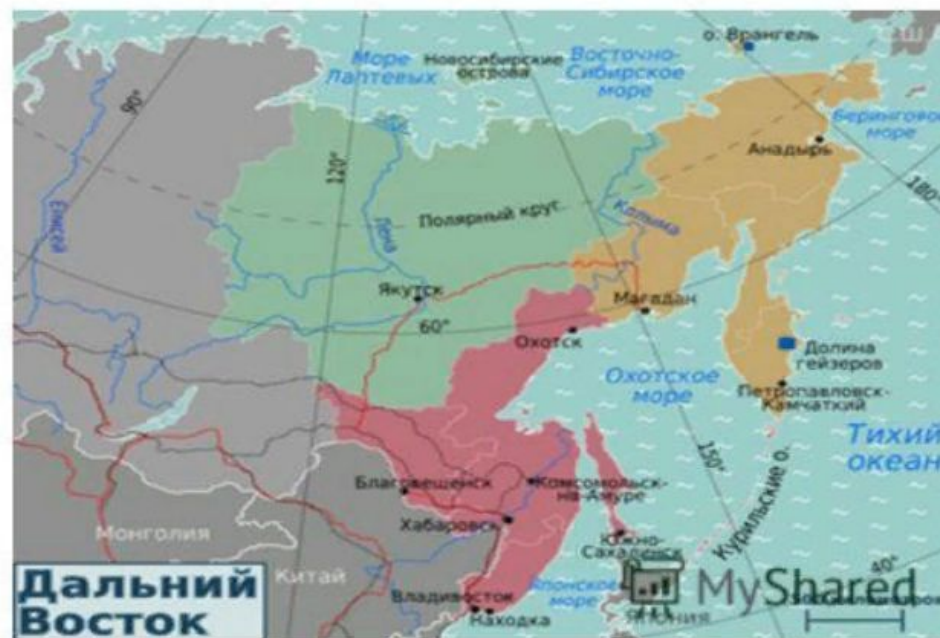 о. Врангель
США
Море
Лаптевых
Новосибирские
острова
Восточно-
Сибирское
море
Берингово
море
90°
120°
Анадырь
180°
Енисей
Лена
Полярный круг
Колыма
Якутск
60°
Магадан
Охотск
Долина
гейзеров
Охотское
море
Петропавловск-
Камчаткий
Тихий
океан
150°
Курильские о.
Благовещенск
Комсомольск-
на-Амуре
Хабаровск
Южно-
Сахалинск
Монголия
Китай
40°
Дальний
Восток
Владивосток
Находка
Японское
море
ЯПОНИЯ
MyShared